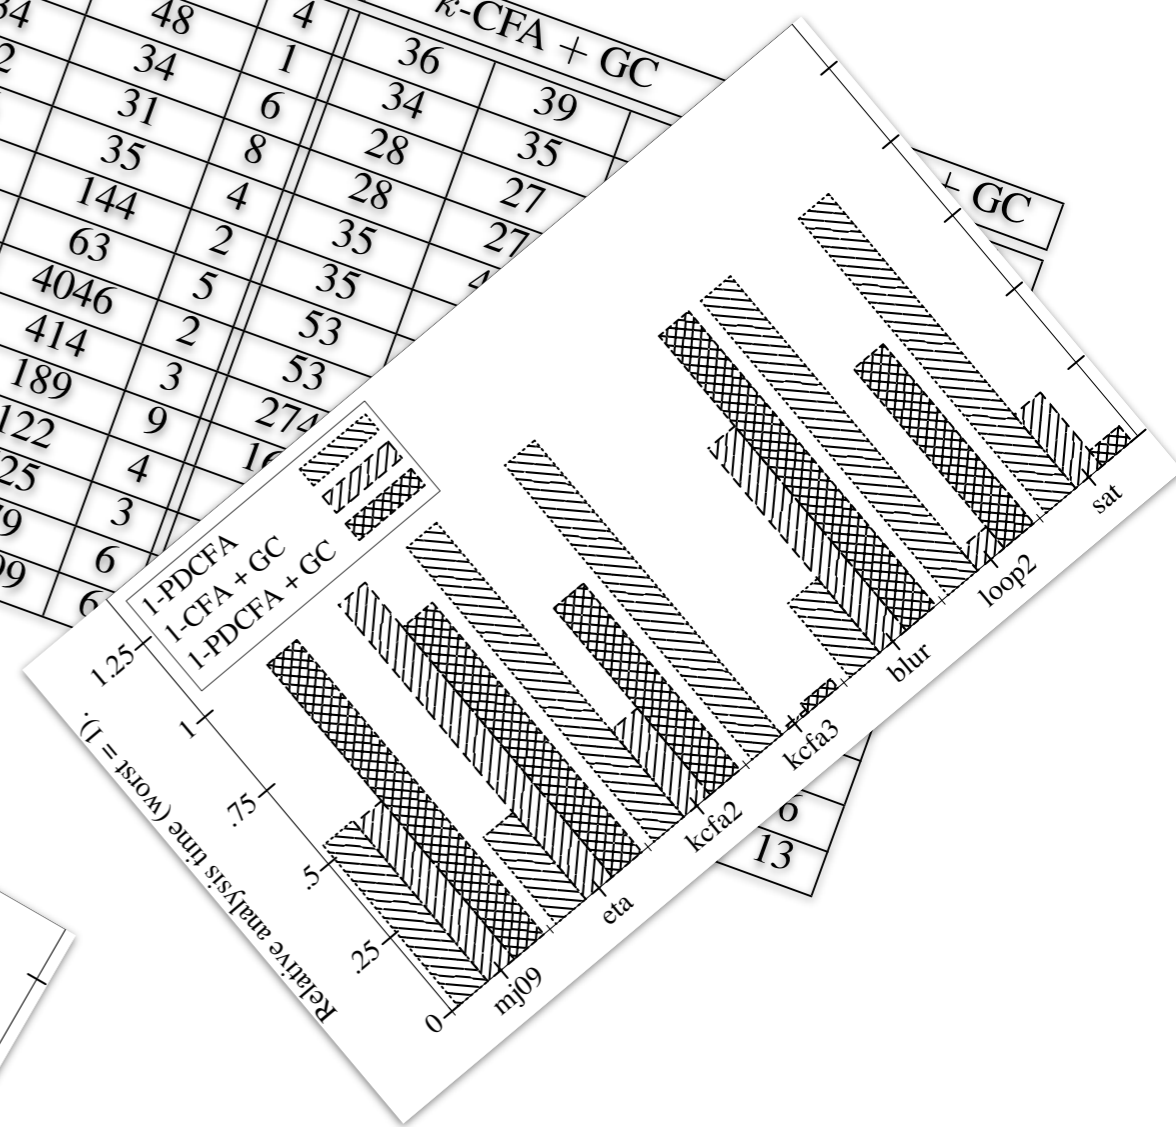 κ-CFA + GC
4 36 39
48 1 34 35
34 6 28 27
31 8 28 27
35 4 35
144 2 35
63 5 53
4046 2 53
414 3 274
189 9
122 4
25 3
6
6
+ GC
6
13
1-PDCFA
1-CFA + GC
1-PDCFA + GC
Relative analysis time (worst = 1).
1.25
1
.75
.5
.25
0
mj09
eta
kcfa2
kcfa3
blur
loop2
sat